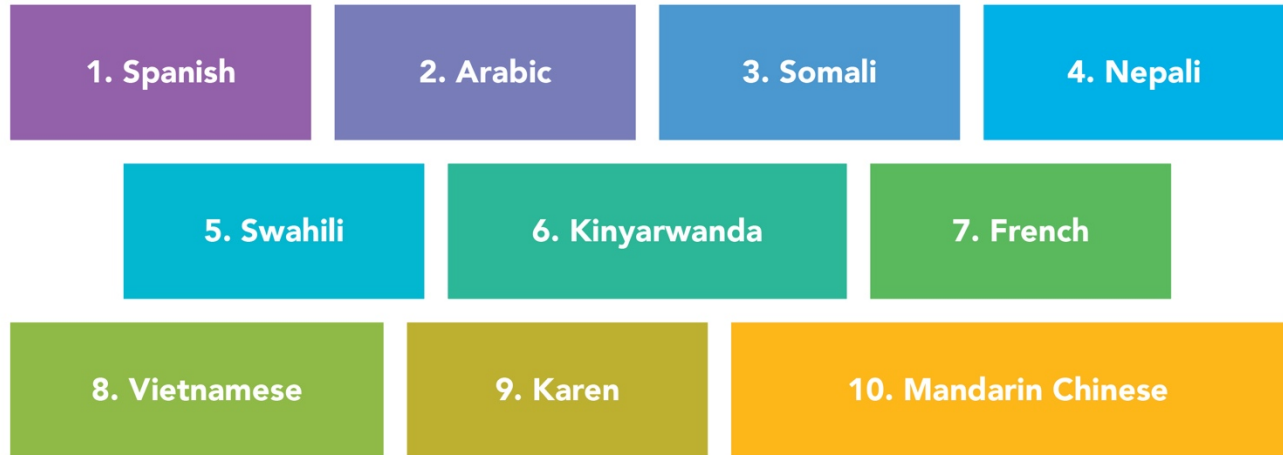 1. Spanish
2. Arabic
3. Somali
4. Nepali
5. Swahili
6. Kinyarwanda
7. French
8. Vietnamese
9. Karen
10. Mandarin Chinese